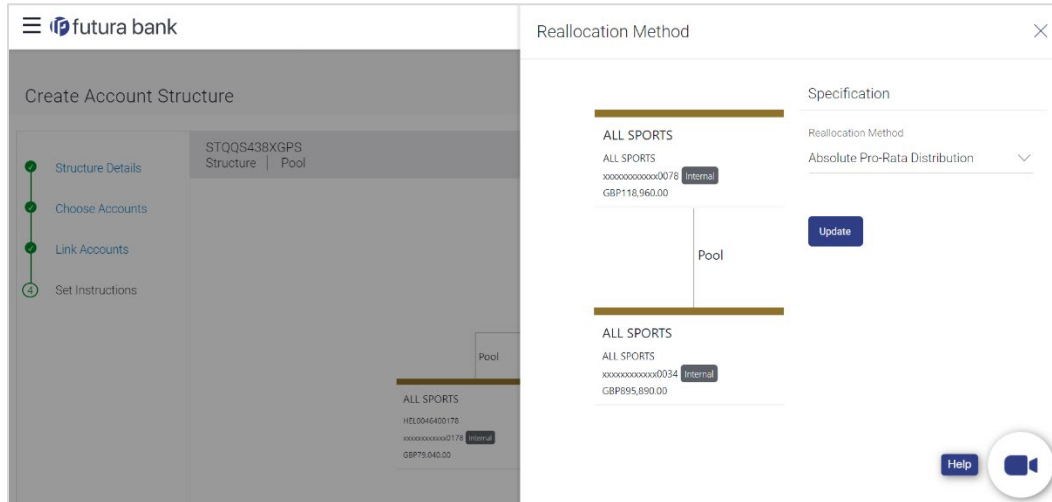 futura bank
Create Account Structure
Structure Details
Choose Accounts
Link Accounts
4 Set Instructions
STQQS438XGPS
Structure | Pool
Pool
ALL SPORTS
HEL0046400178
xxxxxxxxxxxx0178 Internal
GBP79,040.00
Reallocation Method
ALL SPORTS
ALL SPORTS
xxxxxxxxxxxx0078 Internal
GBP118,960.00
Pool
ALL SPORTS
ALL SPORTS
xxxxxxxxxxxx0034 Internal
GBP895,890.00
Specification
Reallocation Method
Absolute Pro-Rata Distribution
Update
Help